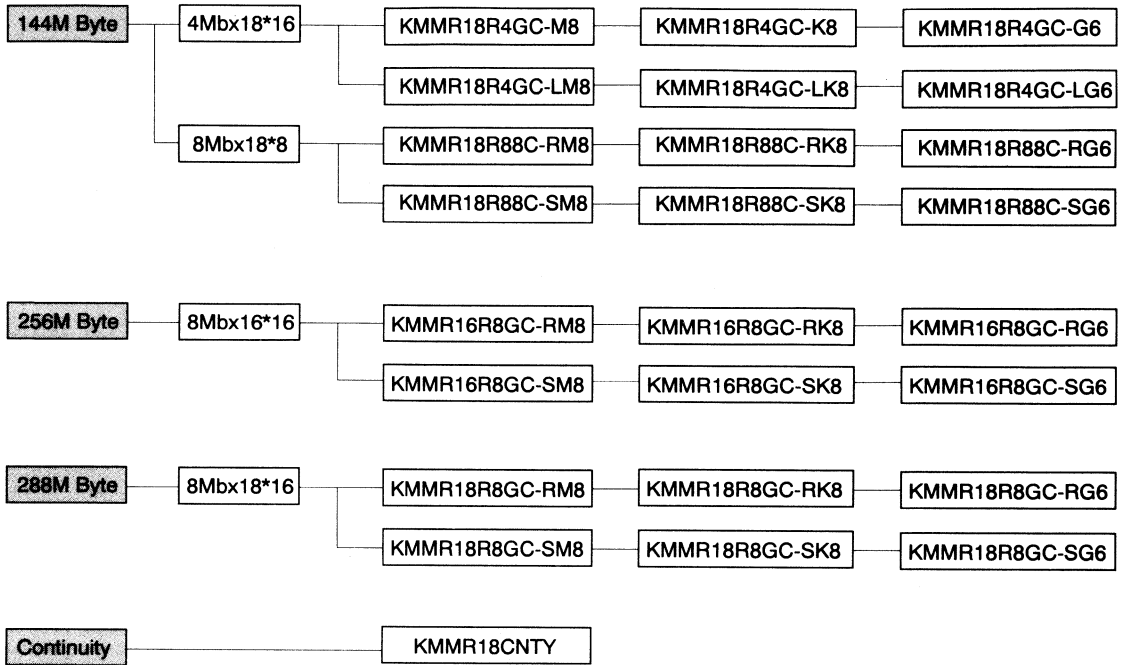 144M Byte 4Mbx18*16 KMMR18R4GC-M8 KMMR18R4GC-K8 KMMR18R4GC-G6
KMMR18R4GC-LM8 KMMR18R4GC-LK8 KMMR18R4GC-LG6
8Mbx18*8 KMMR18R88C-RM8 KMMR18R88C-RK8 KMMR18R88C-RG6
KMMR18R88C-SM8 KMMR18R88C-SK8 KMMR18R88C-SG6
256M Byte 8Mbx16*16 KMMR16R8GC-RM8 KMMR16R8GC-RK8 KMMR16R8GC-RG6
KMMR16R8GC-SM8 KMMR16R8GC-SK8 KMMR16R8GC-SG6
288M Byte 8Mbx18*16 KMMR18R8GC-RM8 KMMR18R8GC-RK8 KMMR18R8GC-RG6
KMMR18R8GC-SM8 KMMR18R8GC-SK8 KMMR18R8GC-SG6
Continuity KMMR18CNTY